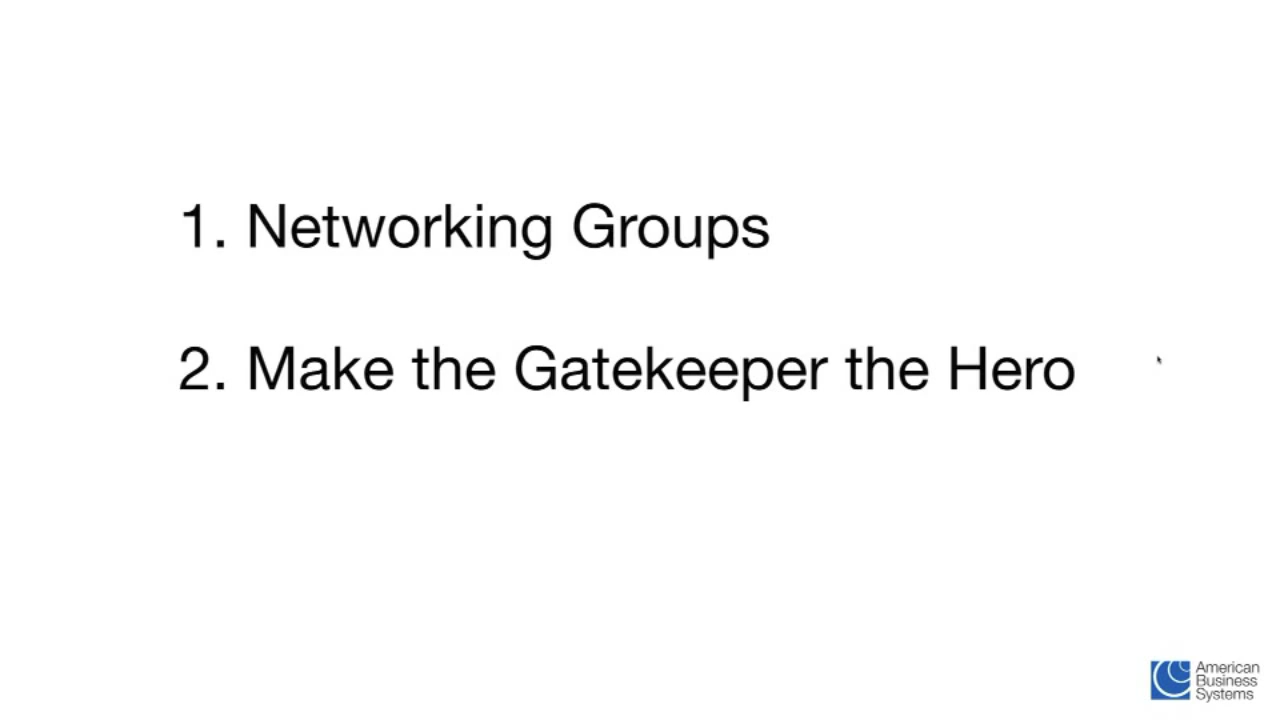 1. Networking Groups
2. Make the Gatekeeper the Hero
American
Business
Systems